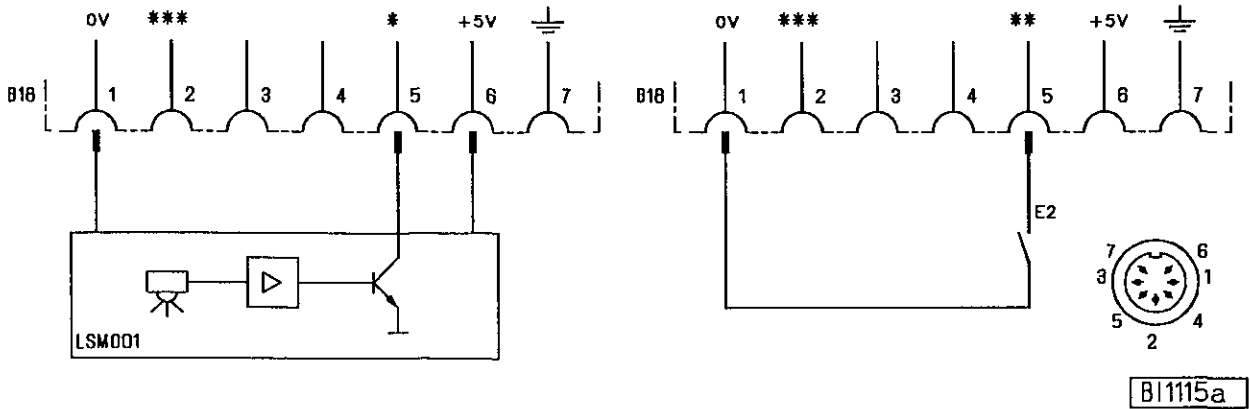 0V *** * +5V
B18 1 2 3 4 5 6 7
LSM001
0V *** ** +5V
B18 1 2 3 4 5 6 7
E2
7 6
3 1
5 4
2
BI1115a